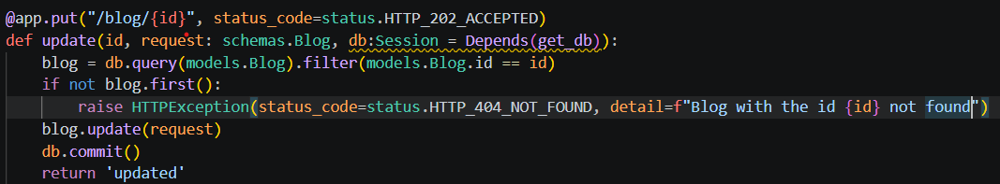 @app.put("/blog/{id}", status_code=status.HTTP_202_ACCEPTED)
def update(id, request: schemas.Blog, db:Session = Depends(get_db)):
    blog = db.query(models.Blog).filter(models.Blog.id == id)
    if not blog.first():
        raise HTTPException(status_code=status.HTTP_404_NOT_FOUND, detail=f"Blog with the id {id} not found")
    blog.update(request)
    db.commit()
    return 'updated'